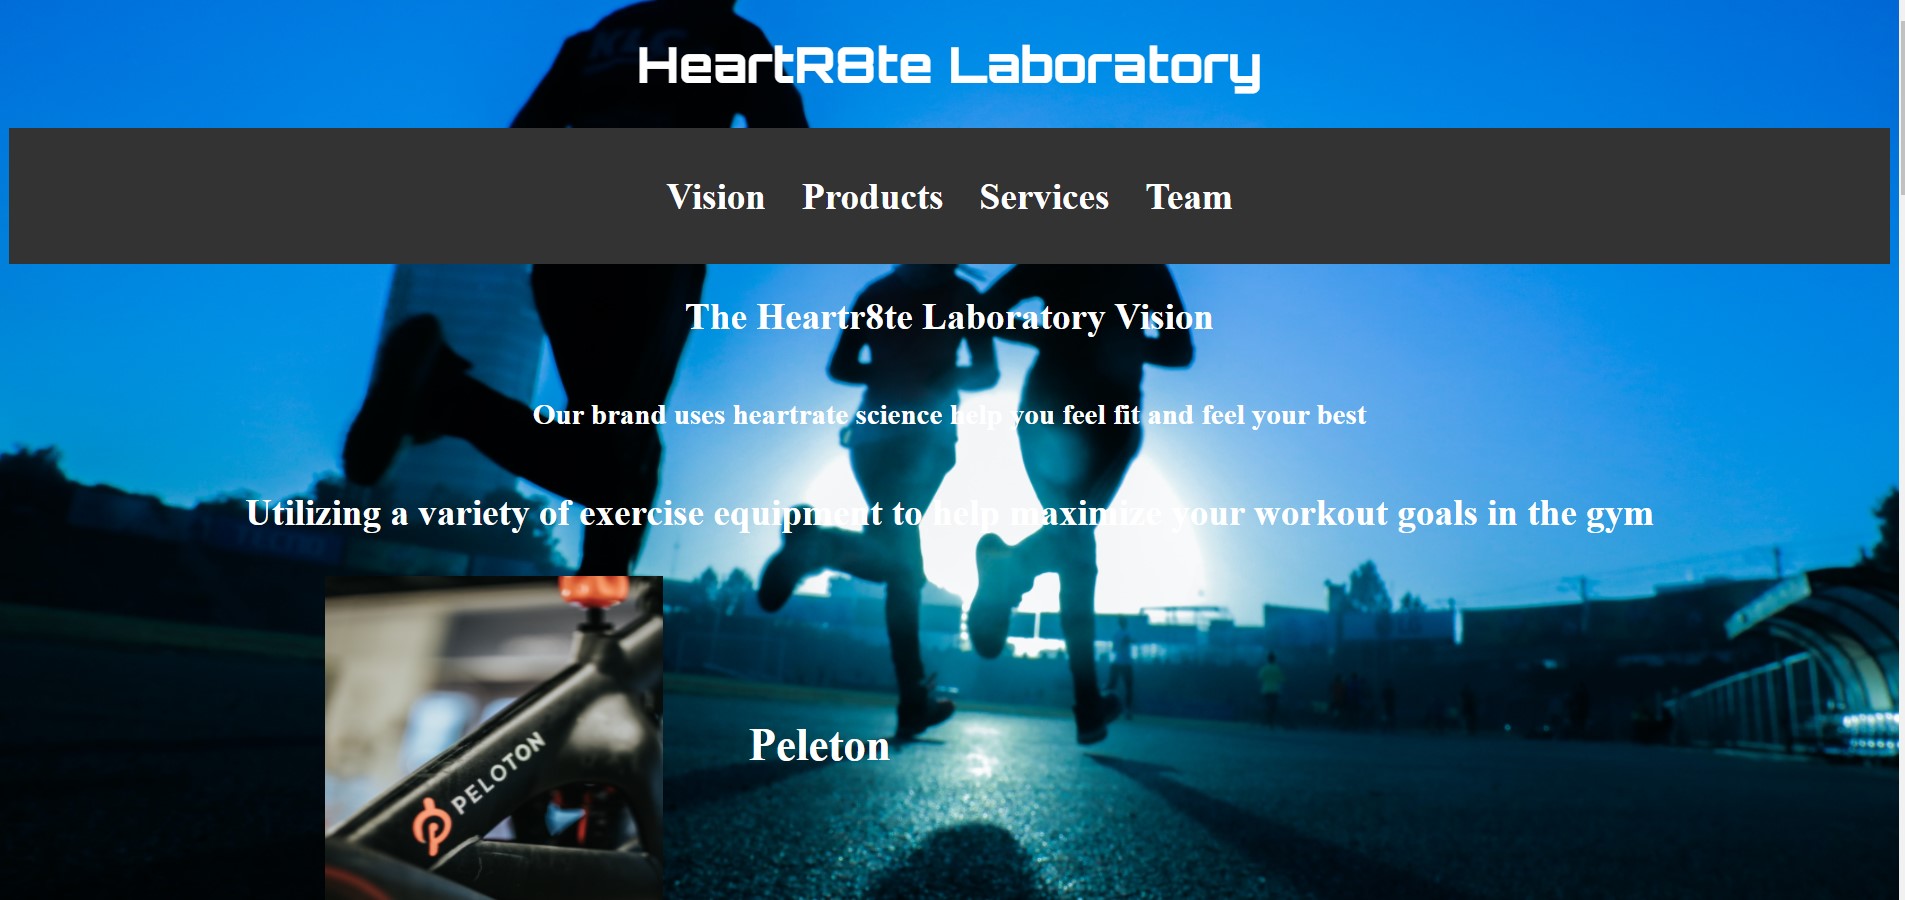 HeartR8te Laboratory
Vision Products Services Team
The Heartr8te Laboratory Vision
Our brand uses heartrate science help you feel fit and feel your best
Utilizing a variety of exercise equipment to help maximize your workout goals in the gym
PELOTON
Peleton